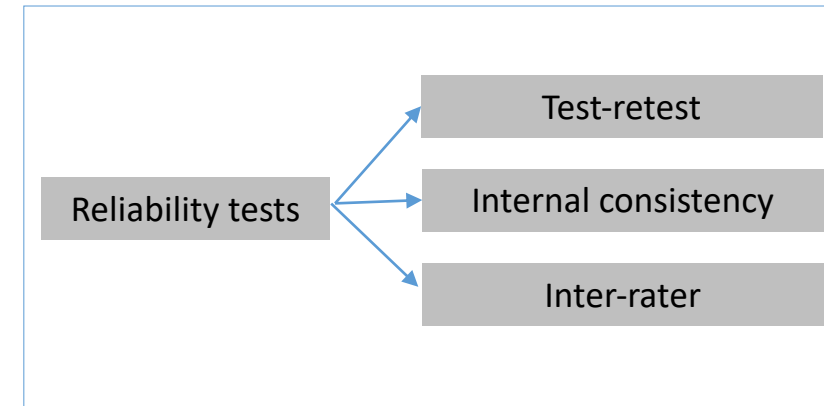 Test-retest
Reliability tests
Internal consistency
Inter-rater